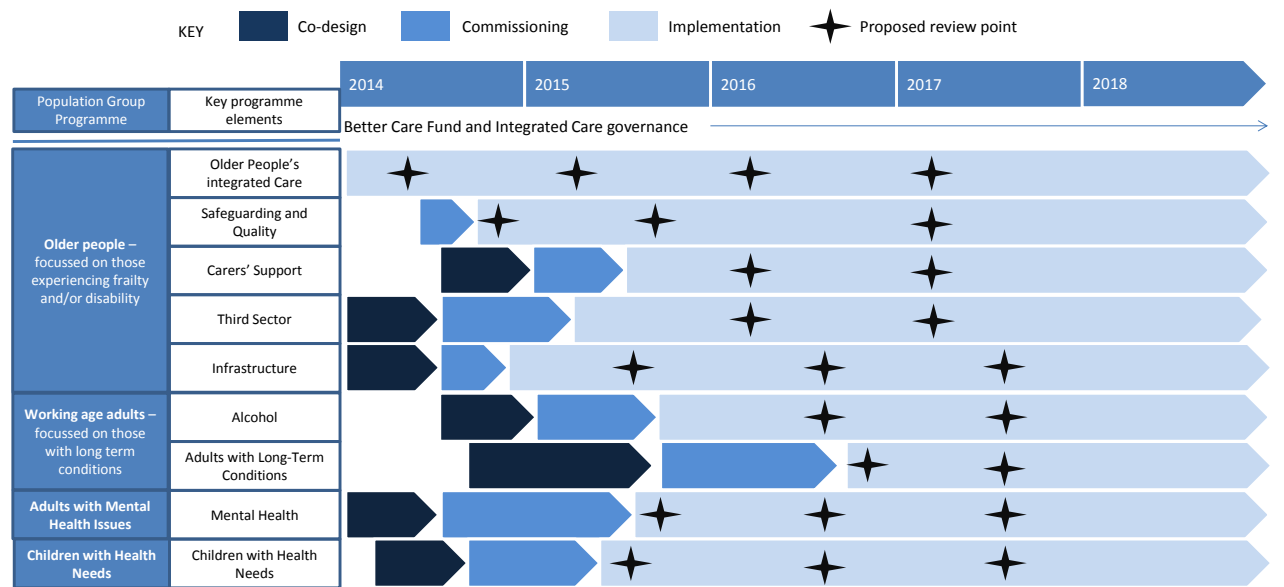 KEY
Co-design
Commissioning
Implementation
Proposed review point
2014
2015
2016
2017
2018
Population Group
Programme
Key programme
elements
Better Care Fund and Integrated Care governance
Older people –
focussed on those
experiencing frailty
and/or disability
Older People's
integrated Care
Safeguarding and
Quality
Carers' Support
Third Sector
Infrastructure
Working age adults –
focussed on those
with long term
conditions
Alcohol
Adults with Long-Term
Conditions
Adults with Mental
Health Issues
Mental Health
Children with Health
Needs
Children with Health
Needs